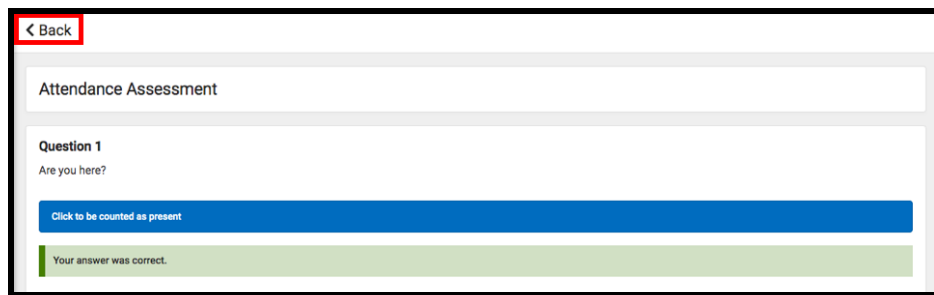 Back
Attendance Assessment
Question 1
Are you here?
Click to be counted as present
Your answer was correct.